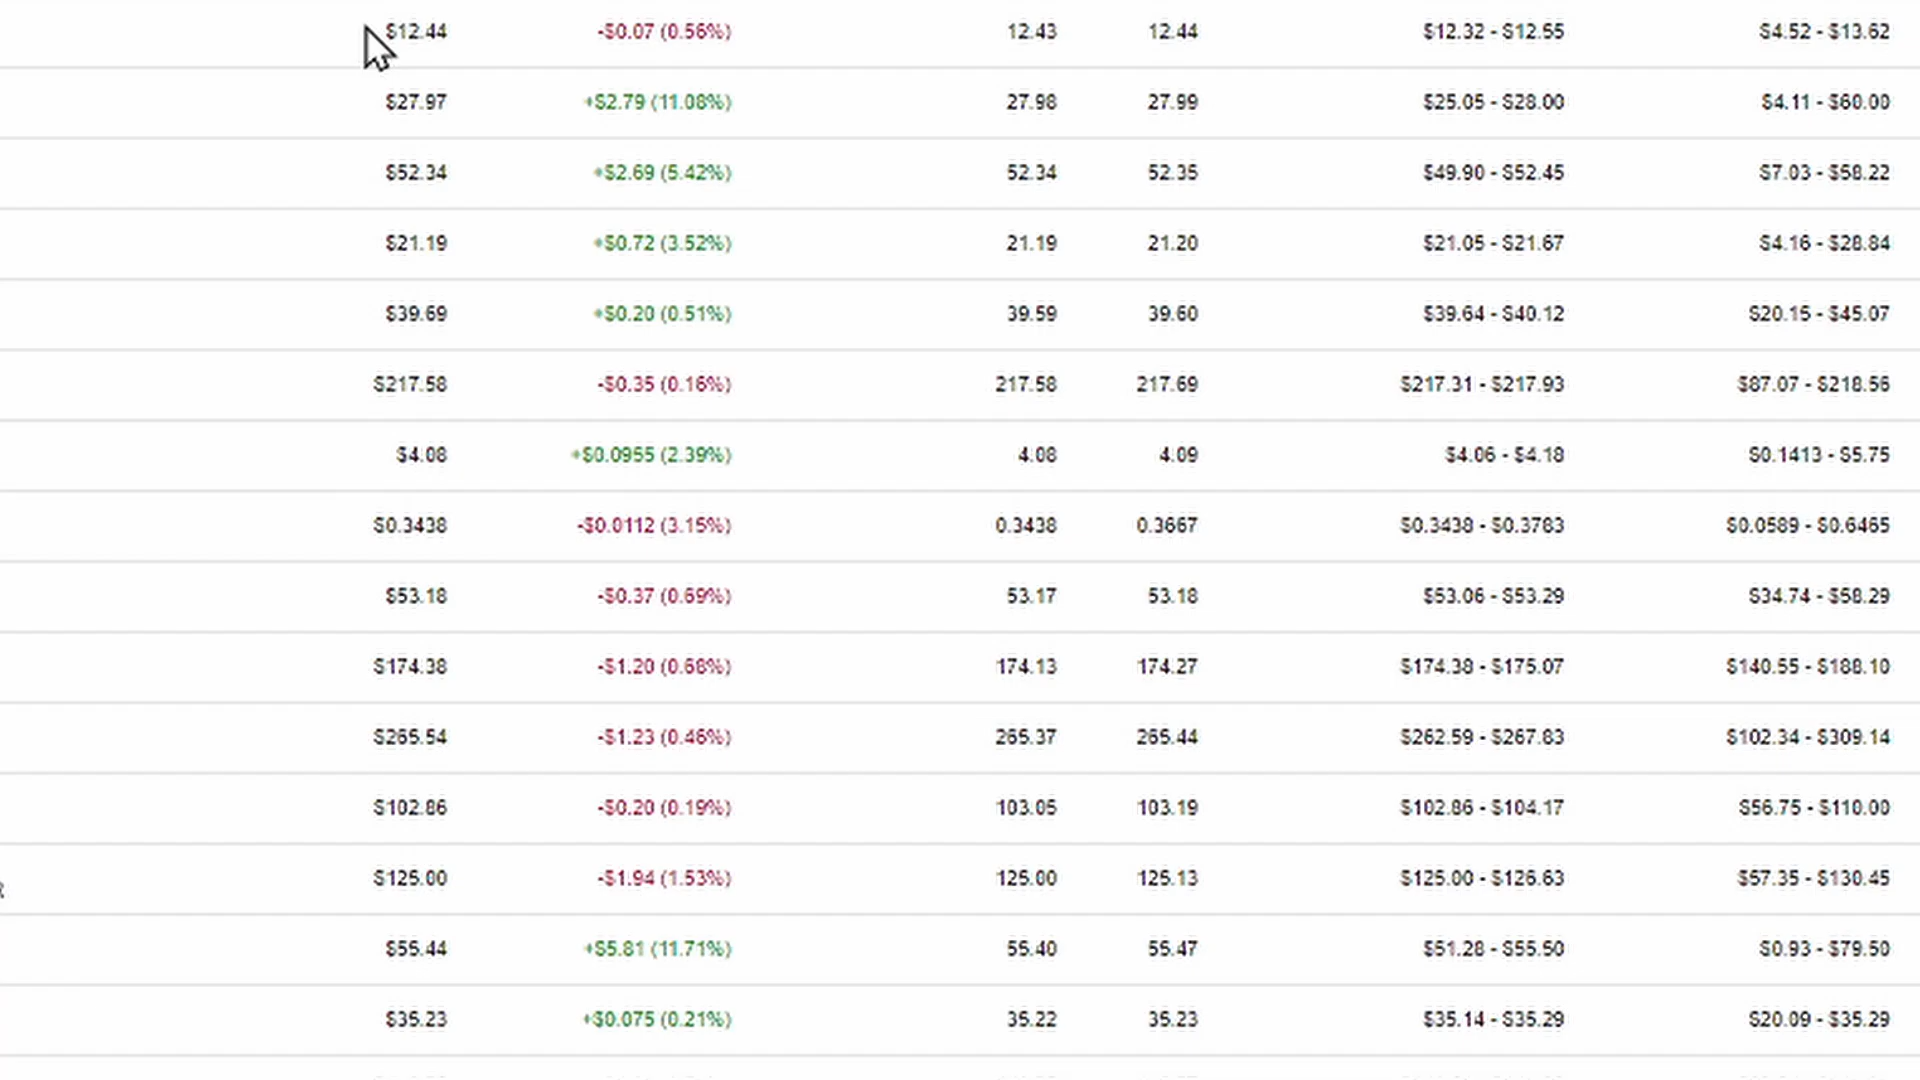 $12.44 -$0.07 (0.56%) 12.43 12.44 $12.32 - $12.55 $4.52 - $13.62
$27.97 +$2.79 (11.08%) 27.98 27.99 $25.05 - $28.00 $4.11 - $60.00
$52.34 +$2.69 (5.42%) 52.34 52.35 $49.90 - $52.45 $7.03 - $58.22
$21.19 +$0.72 (3.52%) 21.19 21.20 $21.05 - $21.67 $4.16 - $28.84
$39.69 +$0.20 (0.51%) 39.59 39.60 $39.64 - $40.12 $20.15 - $45.07
$217.58 -$0.35 (0.16%) 217.58 217.69 $217.31 - $217.93 $87.07 - $218.56
$4.08 +$0.0955 (2.39%) 4.08 4.09 $4.06 - $4.18 $0.1413 - $5.75
$0.3438 -$0.0112 (3.15%) 0.3438 0.3667 $0.3438 - $0.3783 $0.0589 - $0.6465
$53.18 -$0.37 (0.69%) 53.17 53.18 $53.06 - $53.29 $34.74 - $58.29
$174.38 -$1.20 (0.68%) 174.13 174.27 $174.38 - $175.07 $140.55 - $188.10
$265.54 -$1.23 (0.46%) 265.37 265.44 $262.59 - $267.83 $102.34 - $309.14
$102.86 -$0.20 (0.19%) 103.05 103.19 $102.86 - $104.17 $56.75 - $110.00
$125.00 -$1.94 (1.53%) 125.00 125.13 $125.00 - $126.63 $57.35 - $130.45
$55.44 +$5.81 (11.71%) 55.40 55.47 $51.28 - $55.50 $0.93 - $79.50
$35.23 +$0.075 (0.21%) 35.22 35.23 $35.14 - $35.29 $20.09 - $35.29